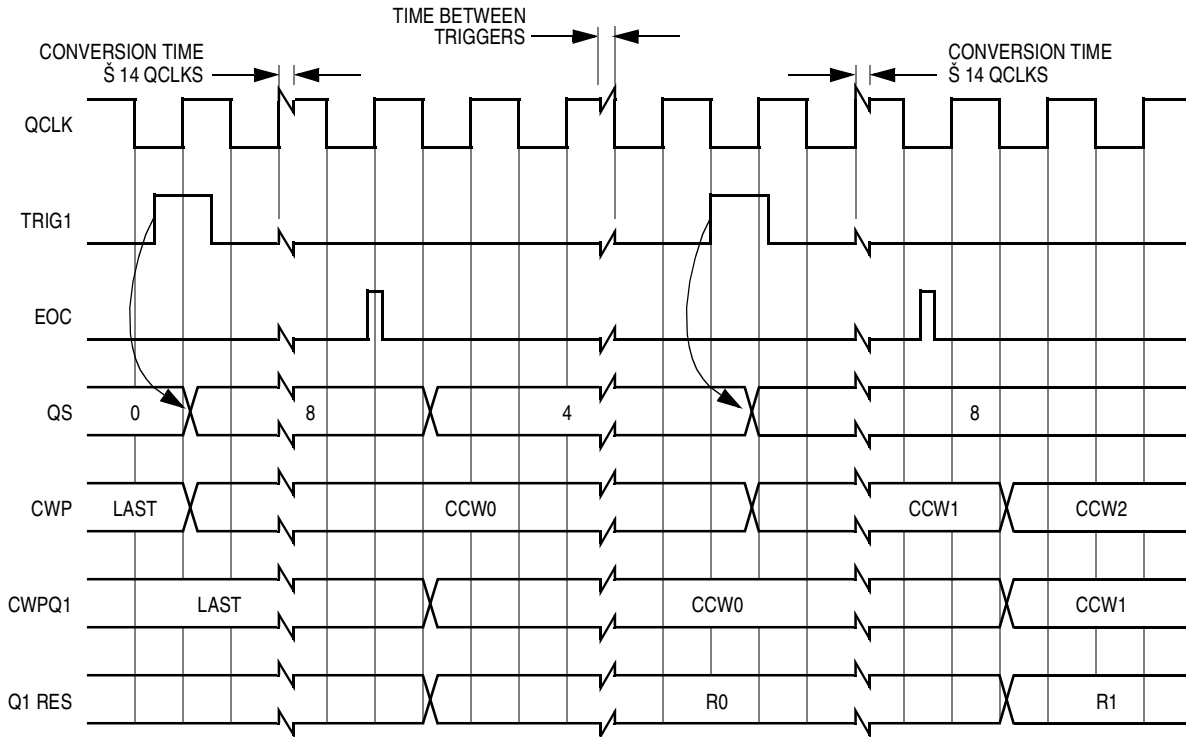 TIME BETWEEN
TRIGGERS
CONVERSION TIME
Š 14 QCLKS
CONVERSION TIME
Š 14 QCLKS
QCLK
TRIG1
EOC
QS
0
8
4
8
CWP
LAST
CCW0
CCW1
CCW2
CWPQ1
LAST
CCW0
CCW1
Q1 RES
R0
R1